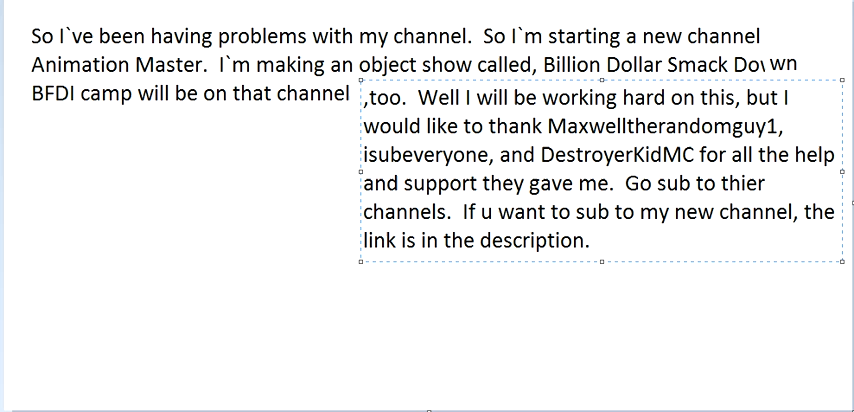 So I`ve been having problems with my channel.  So I`m starting a new channel
Animation Master.  I`m making an object show called, Billion Dollar Smack Down
BFDI camp will be on that channel ,too.  Well I will be working hard on this, but I
would like to thank Maxwelltherandomguy1,
isubeveryone, and DestroyerKidMC for all the help
and support they gave me.  Go sub to thier
channels.  If u want to sub to my new channel, the
link is in the description.